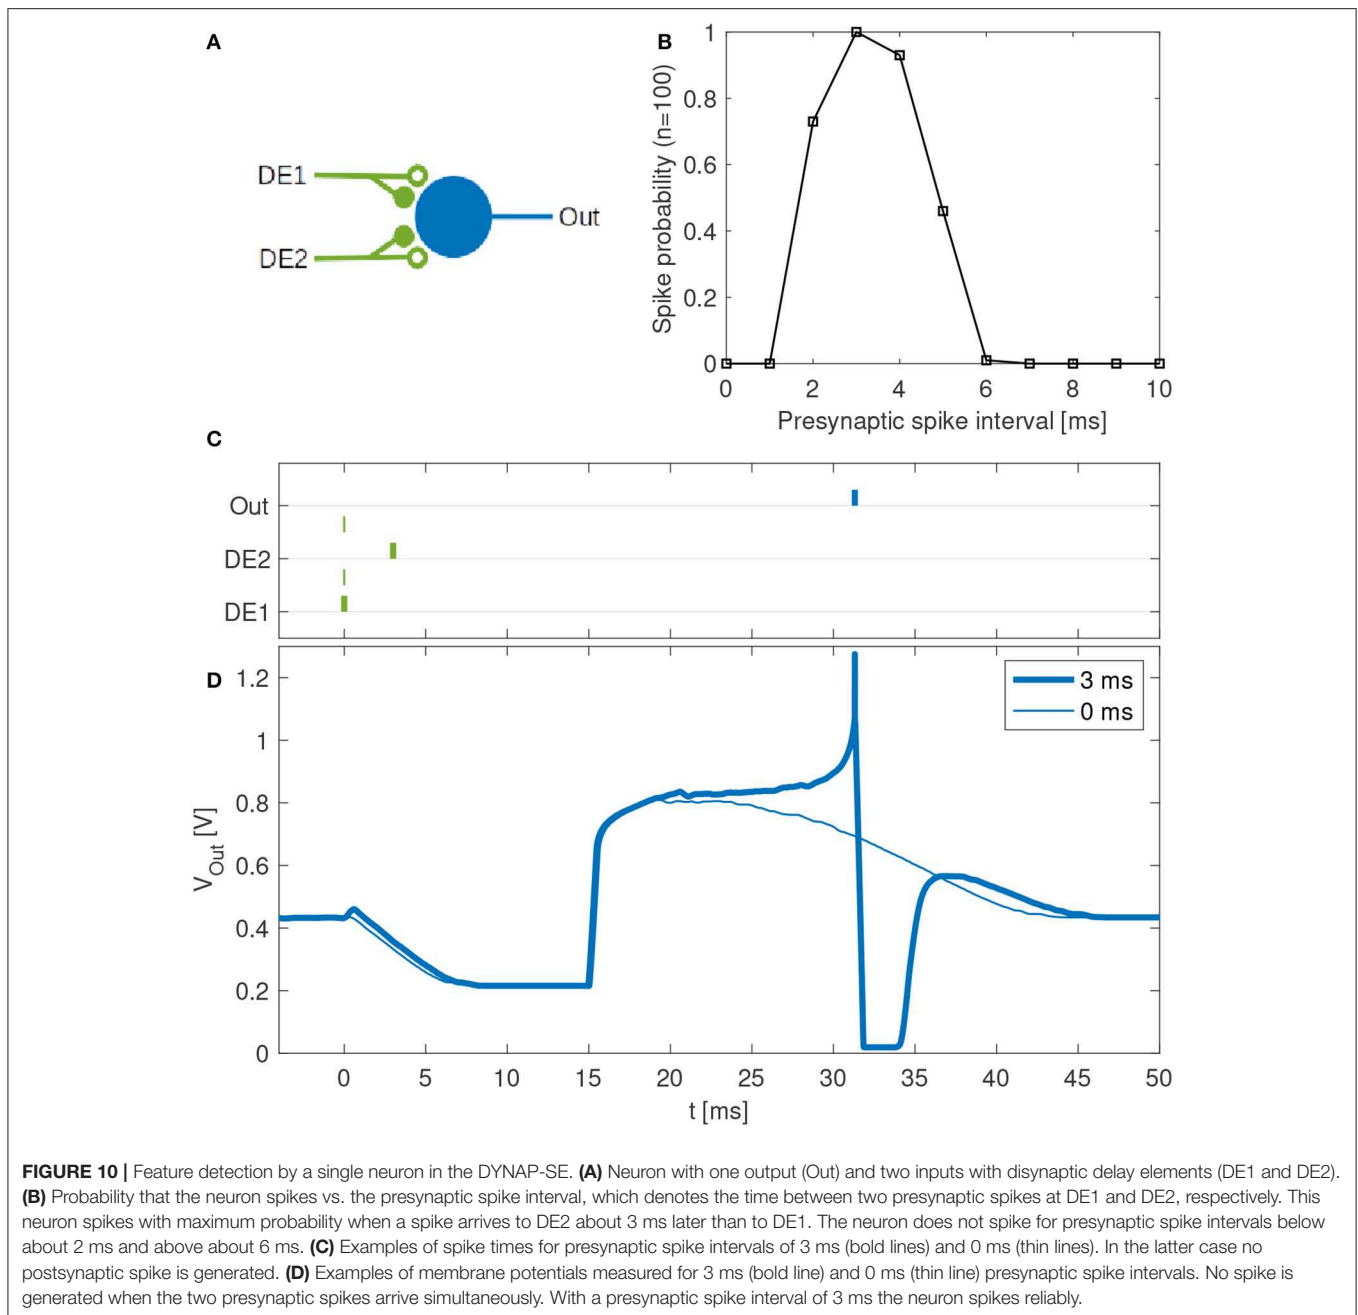 A
DE1
DE2
Out
B
Spike probability (n=100)
1
0.8
0.6
0.4
0.2
0
0 2 4 6 8 10
Presynaptic spike interval [ms]
C
Out
DE2
DE1
D
3 ms
0 ms
V_Out [V]
1.2
1
0.8
0.6
0.4
0.2
0
0 5 10 15 20 25 30 35 40 45 50
t [ms]
FIGURE 10 | Feature detection by a single neuron in the DYNAP-SE. (A) Neuron with one output (Out) and two inputs with disynaptic delay elements (DE1 and DE2).
(B) Probability that the neuron spikes vs. the presynaptic spike interval, which denotes the time between two presynaptic spikes at DE1 and DE2, respectively. This
neuron spikes with maximum probability when a spike arrives to DE2 about 3 ms later than to DE1. The neuron does not spike for presynaptic spike intervals below
about 2 ms and above about 6 ms. (C) Examples of spike times for presynaptic spike intervals of 3 ms (bold lines) and 0 ms (thin lines). In the latter case no
postsynaptic spike is generated. (D) Examples of membrane potentials measured for 3 ms (bold line) and 0 ms (thin line) presynaptic spike intervals. No spike is
generated when the two presynaptic spikes arrive simultaneously. With a presynaptic spike interval of 3 ms the neuron spikes reliably.